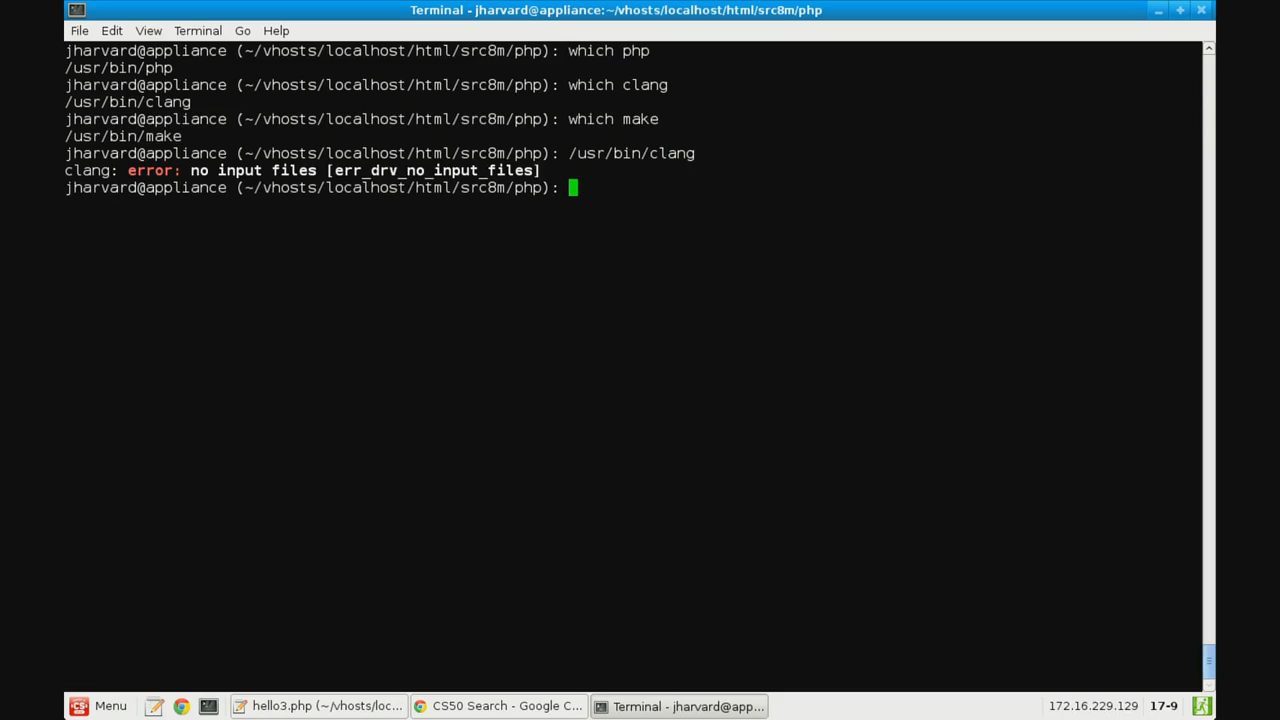 Terminal - jharvard@appliance:~/vhosts/localhost/html/src8m/php
File Edit View Terminal Go Help
jharvard@appliance (~/vhosts/localhost/html/src8m/php): which php
/usr/bin/php
jharvard@appliance (~/vhosts/localhost/html/src8m/php): which clang
/usr/bin/clang
jharvard@appliance (~/vhosts/localhost/html/src8m/php): which make
/usr/bin/make
jharvard@appliance (~/vhosts/localhost/html/src8m/php): /usr/bin/clang
clang: error: no input files [err_drv_no_input_files]
jharvard@appliance (~/vhosts/localhost/html/src8m/php):
Menu hello3.php (~/vhosts/loc... CS50 Search - Google C... Terminal - jharvard@app... 172.16.229.129 17-9